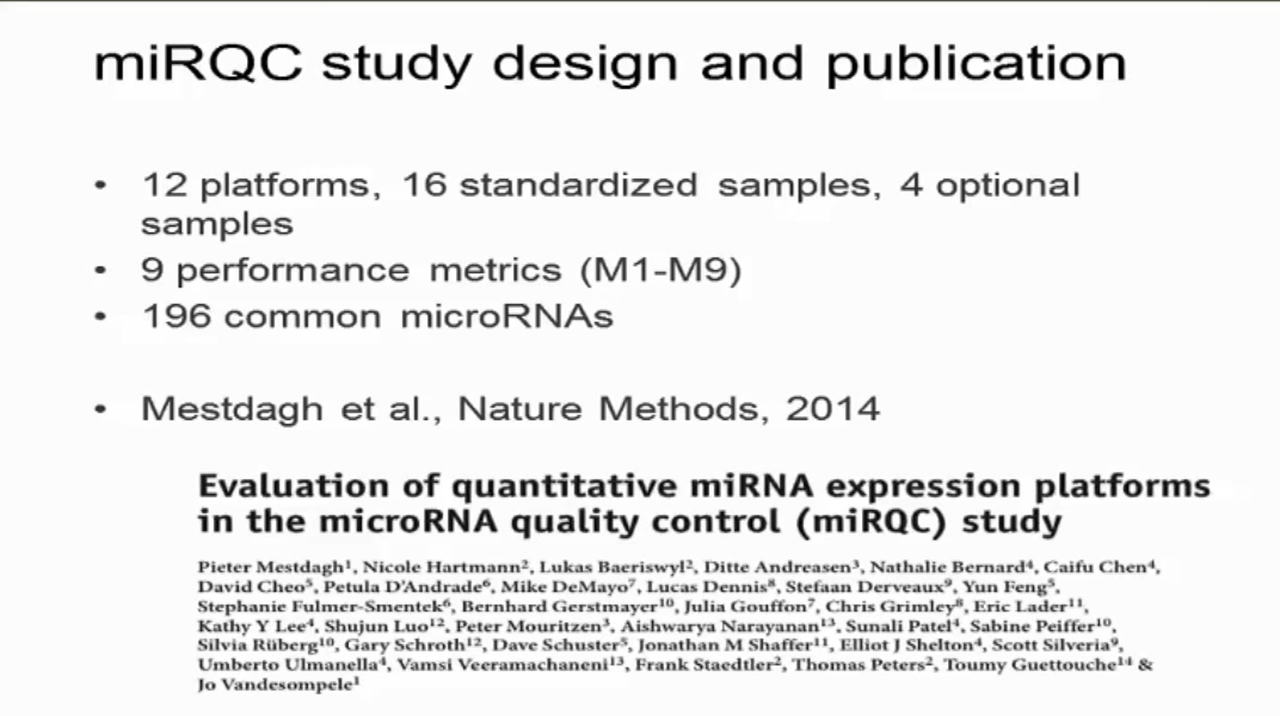 miRQC study design and publication
• 12 platforms, 16 standardized samples, 4 optional
samples
• 9 performance metrics (M1-M9)
• 196 common microRNAs
• Mestdagh et al., Nature Methods, 2014
Evaluation of quantitative miRNA expression platforms
in the microRNA quality control (miRQC) study
Pieter Mestdagh¹, Nicole Hartmann², Lukas Baeriswyl², Ditte Andreasen³, Nathalie Bernard⁴, Caifu Chen⁴,
David Cheo⁵, Petula D'Andrade⁶, Mike DeMayo⁷, Lucas Dennis⁸, Stefaan Derveaux⁹, Yun Feng⁵,
Stephanie Fulmer-Smentek⁶, Bernhard Gerstmayer¹⁰, Julia Gouffon⁷, Chris Grimley⁸, Eric Lader¹¹,
Kathy Y Lee⁴, Shujun Luo¹², Peter Mouritzen³, Aishwarya Narayanan¹³, Sunali Patel⁴, Sabine Peiffer¹⁰,
Silvia Rüberg¹⁰, Gary Schroth¹², Dave Schuster⁵, Jonathan M Shaffer¹¹, Elliot J Shelton⁴, Scott Silveria⁹,
Umberto Ulmanella⁴, Vamsi Veeramachaneni¹³, Frank Staedtler², Thomas Peters², Toumy Guettouche¹⁴ &
Jo Vandesompele¹